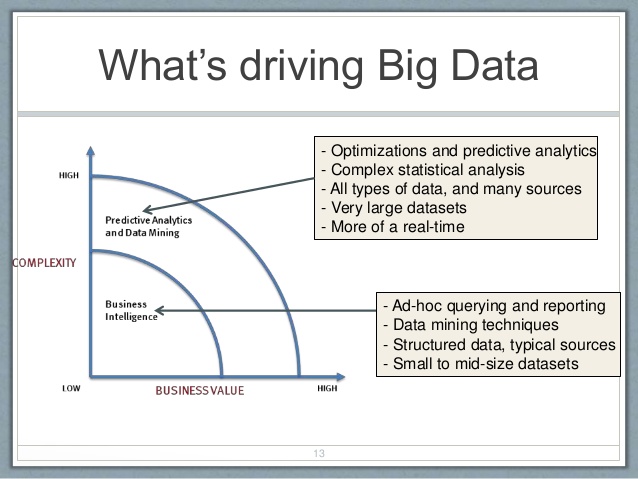 What's driving Big Data
- Optimizations and predictive analytics
- Complex statistical analysis
- All types of data, and many sources
- Very large datasets
- More of a real-time
HIGH
Predictive Analytics
and Data Mining
COMPLEXITY
Business
Intelligence
- Ad-hoc querying and reporting
- Data mining techniques
- Structured data, typical sources
- Small to mid-size datasets
LOW
BUSINESS VALUE
HIGH
13